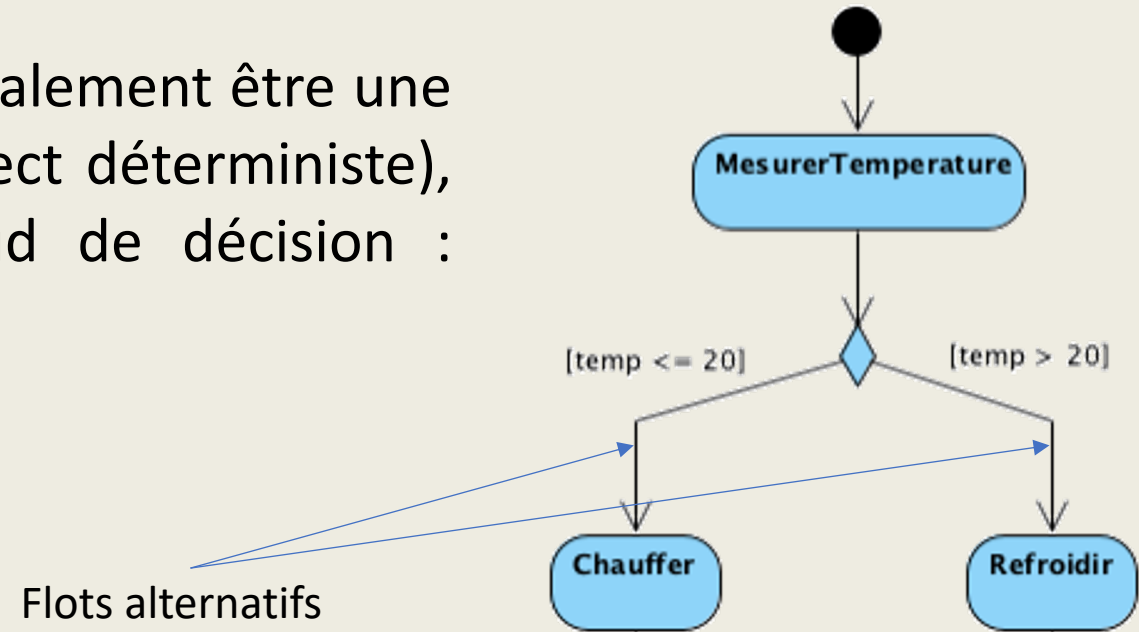 alement être une
ect déterministe),
d de décision :
MesurerTemperature
[temp <= 20]
[temp > 20]
Chauffer
Refroidir
Flots alternatifs